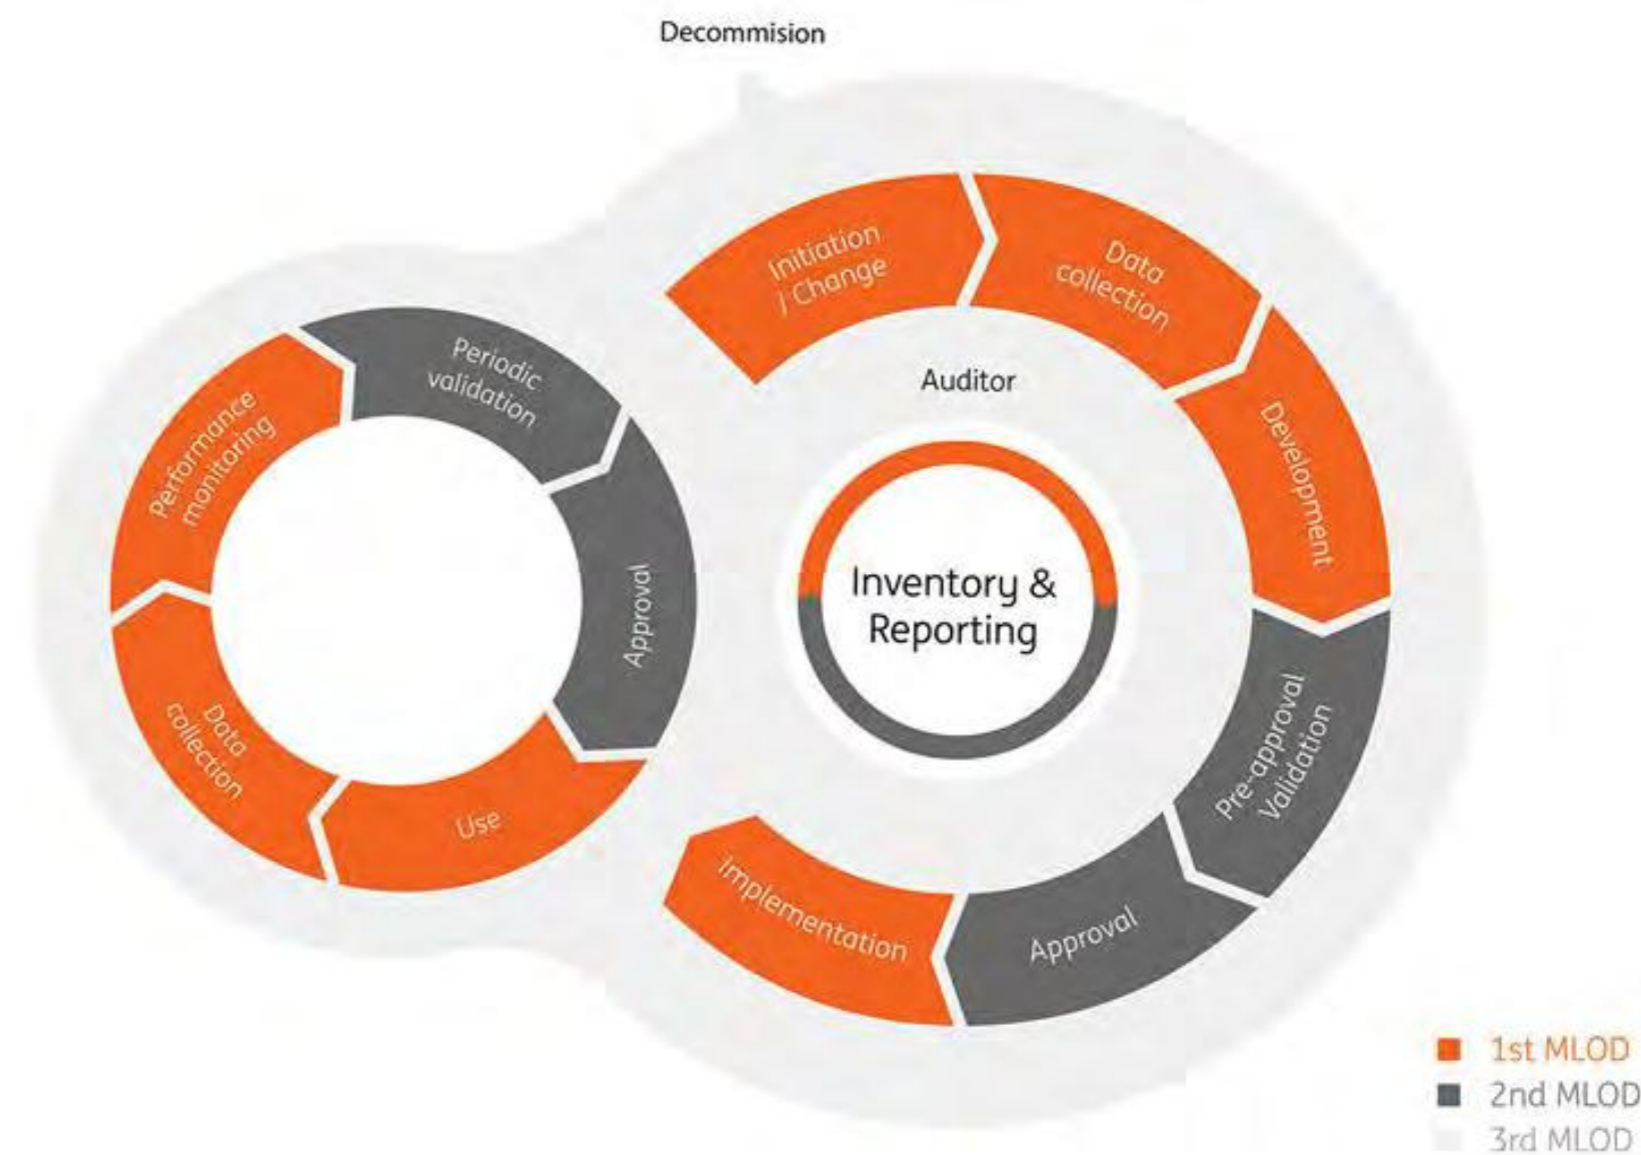 Decommision
Initiation
/ Change
Data
collection
Development
Pre-approval
Validation
Approval
Implementation
Auditor
Inventory &
Reporting
Periodic
validation
Approval
Use
Data
collection
Performance
monitoring
1st MLOD
2nd MLOD
3rd MLOD